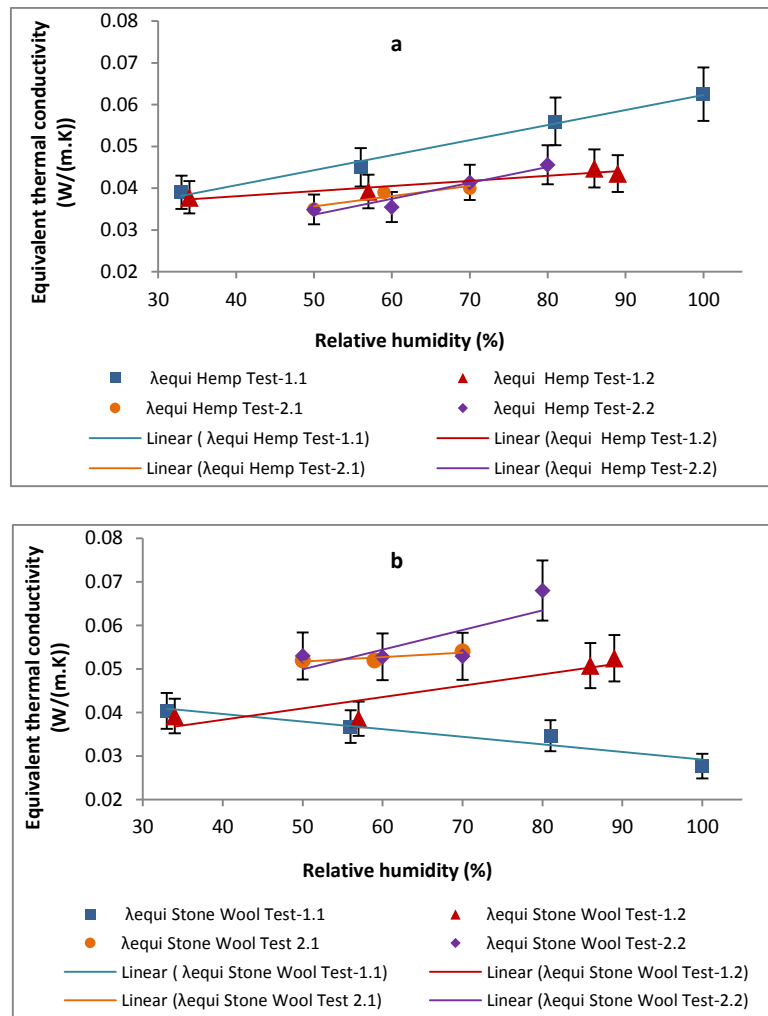 a
Equivalent thermal conductivity
(W/(m.K))
0.08
0.07
0.06
0.05
0.04
0.03
0.02
30 40 50 60 70 80 90 100
Relative humidity (%)
λequi Hemp Test-1.1 λequi Hemp Test-1.2
λequi Hemp Test-2.1 λequi Hemp Test-2.2
Linear ( λequi Hemp Test-1.1) Linear (λequi Hemp Test-1.2)
Linear (λequi Hemp Test-2.1) Linear (λequi Hemp Test-2.2)
b
Equivalent thermal conductivity
(W/(m.K))
0.08
0.07
0.06
0.05
0.04
0.03
0.02
30 40 50 60 70 80 90 100
Relative humidity (%)
λequi Stone Wool Test-1.1 λequi Stone Wool Test-1.2
λequi Stone Wool Test 2.1 λequi Stone Wool Test-2.2
Linear ( λequi Stone Wool Test-1.1) Linear (λequi Stone Wool Test-1.2)
Linear (λequi Stone Wool Test 2.1) Linear (λequi Stone Wool Test-2.2)